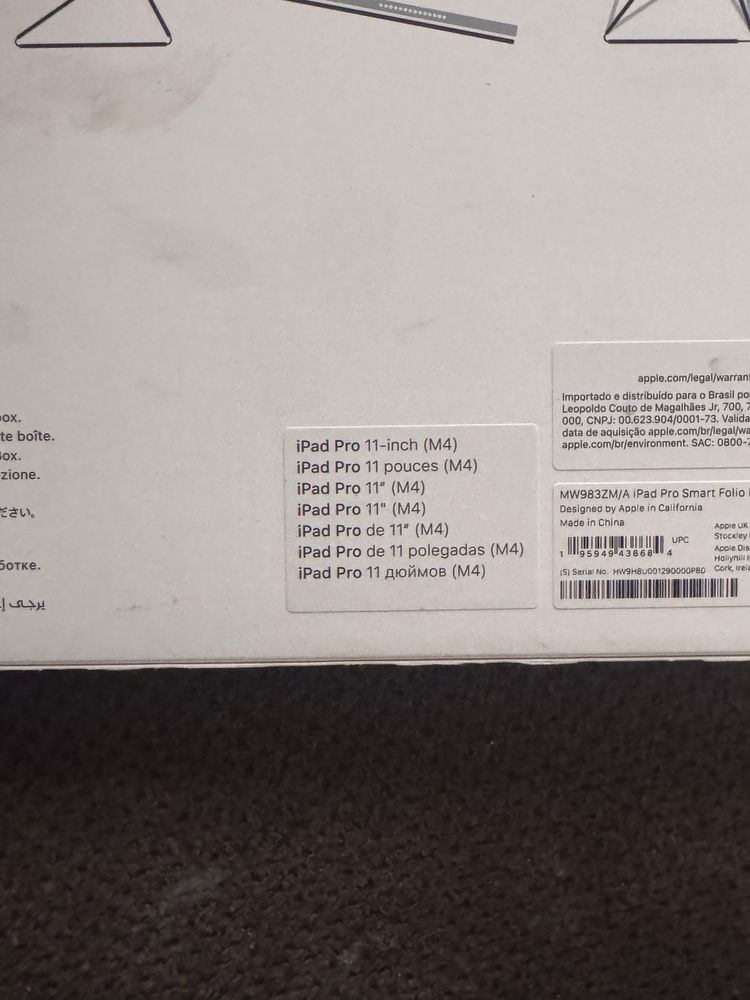 box.
te boîte.
Box.
zione.
ださい。
ботке.
يرجى
iPad Pro 11-inch (M4)
iPad Pro 11 pouces (M4)
iPad Pro 11″ (M4)
iPad Pro 11" (M4)
iPad Pro de 11″ (M4)
iPad Pro de 11 polegadas (M4)
iPad Pro 11 дюймов (M4)
apple.com/legal/warran
Importado e distribuído para o Brasil po
Leopoldo Couto de Magalhães Jr, 700, 7
000, CNPJ: 00.623.904/0001-73. Valida
data de aquisição apple.com/br/legal/wa
apple.com/br/environment. SAC: 0800-7
MW983ZM/A iPad Pro Smart Folio
Designed by Apple in California
Made in China
UPC
1 95949 43868 4
(S) Serial No. HW9H8U001290000P80
Apple UK
Stockley
Apple Dis
Hollyhill
Cork, Irela